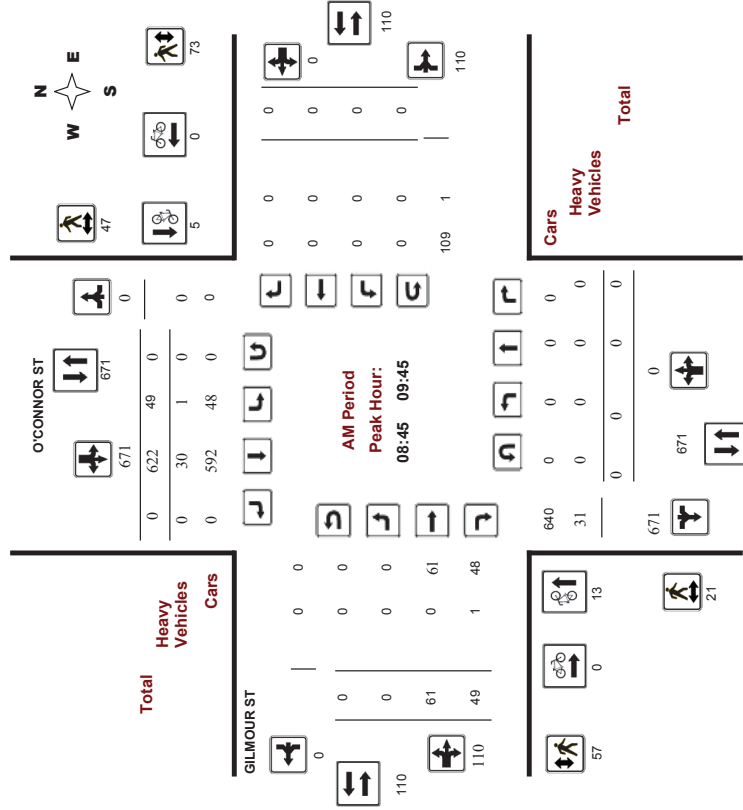 N
W E
S
47
73
5
0
O'CONNOR ST
671
671
0
0 622 49 0
0 30 1 0 0
0 592 48 0 0
Total
Heavy
Vehicles
Cars
0
110
110
0 0 0
0 0 0
0 0 0
0 0 0
109 1
AM Period
Peak Hour:
08:45 09:45
GILMOUR ST
0
110
110
0 0
0 0 0
0 0 0
61 0 61
49 1 48
Cars
Heavy
Vehicles
Total
640 0 0 0 0
31 0 0 0 0
0 0 0 0
671
671
0
57
0
13
21